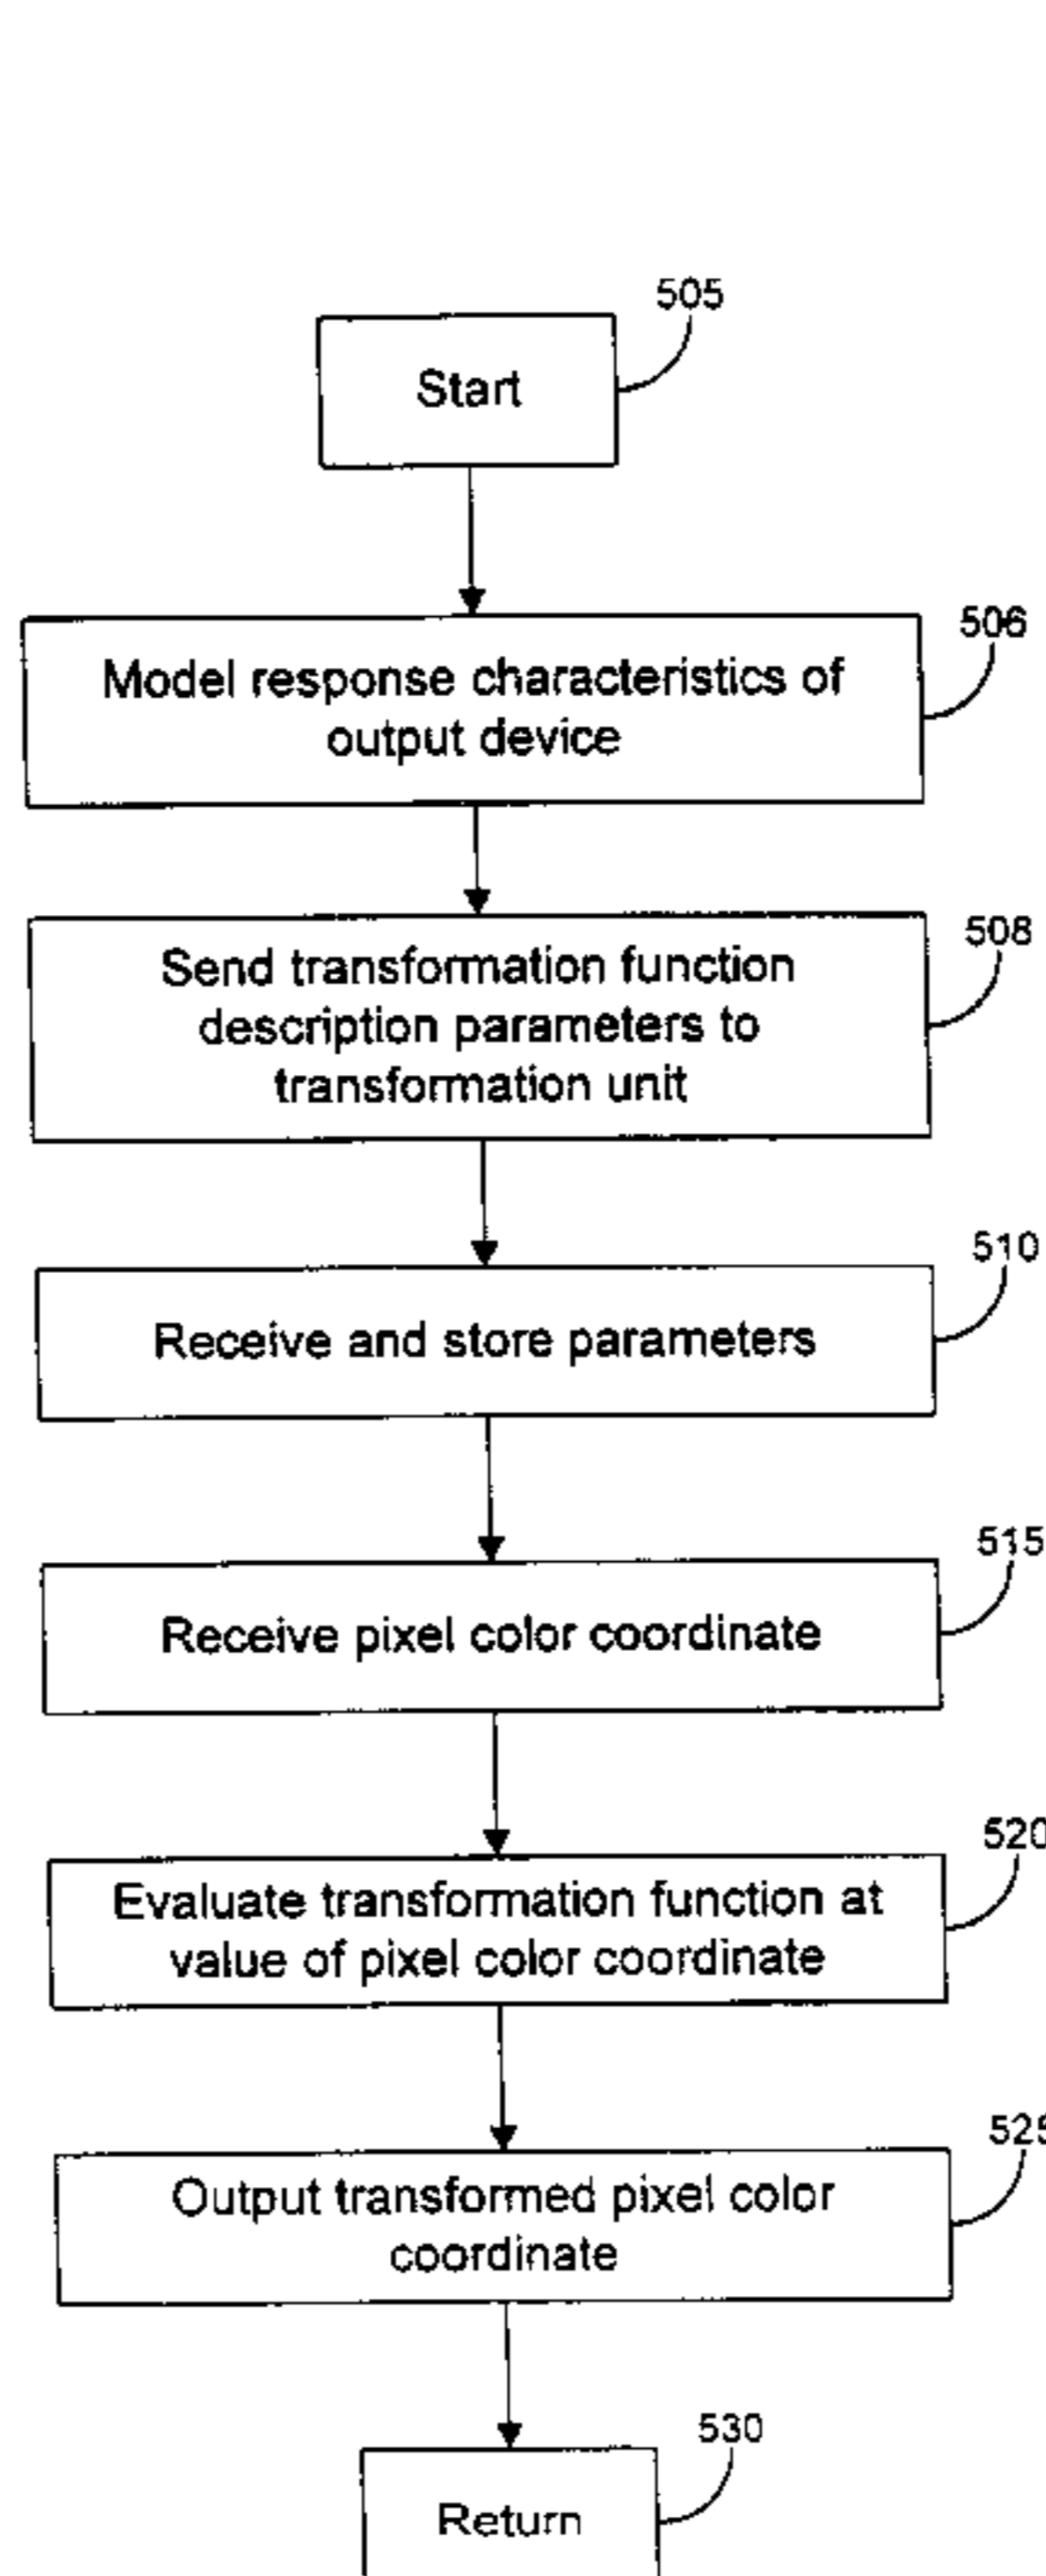 505
Start
506
Model response characteristics of
output device
508
Send transformation function
description parameters to
transformation unit
510
Receive and store parameters
515
Receive pixel color coordinate
520
Evaluate transformation function at
value of pixel color coordinate
525
Output transformed pixel color
coordinate
530
Return